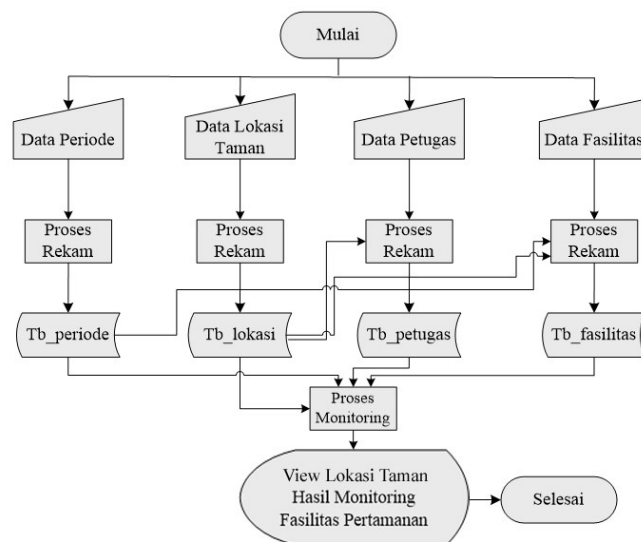 Mulai
Data Periode
Data Lokasi
Taman
Data Petugas
Data Fasilitas
Proses
Rekam
Proses
Rekam
Proses
Rekam
Proses
Rekam
Tb_periode
Tb_lokasi
Tb_petugas
Tb_fasilitas
Proses
Monitoring
View Lokasi Taman
Hasil Monitoring
Fasilitas Pertamanan
Selesai